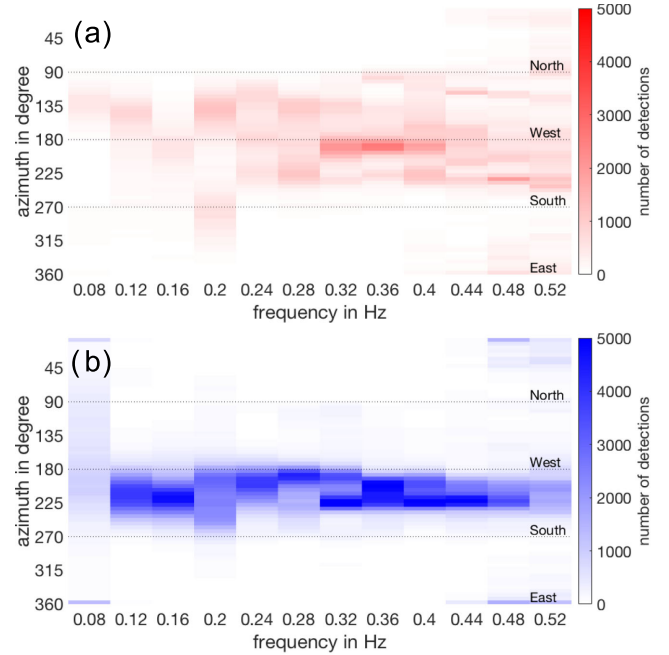 (a)
azimuth in degree
45
90
135
180
225
270
315
360
North
West
South
East
0.08 0.12 0.16 0.2 0.24 0.28 0.32 0.36 0.4 0.44 0.48 0.52
frequency in Hz
5000
4000
3000
2000
1000
0
number of detections
(b)
azimuth in degree
45
90
135
180
225
270
315
360
North
West
South
East
0.08 0.12 0.16 0.2 0.24 0.28 0.32 0.36 0.4 0.44 0.48 0.52
frequency in Hz
5000
4000
3000
2000
1000
0
number of detections